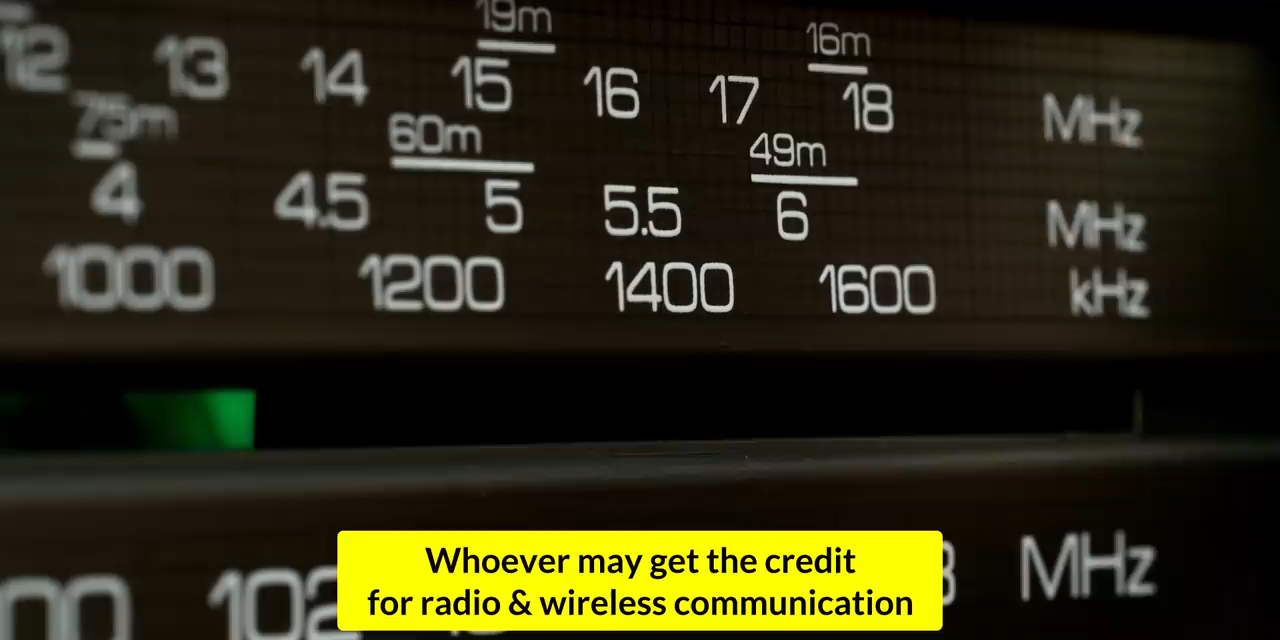 19m 16m
12 13 14 15 16 17 18 MHz
75m 60m 49m
4 4.5 5 5.5 6 MHz
1000 1200 1400 1600 kHz
102 MHz
Whoever may get the credit
for radio & wireless communication